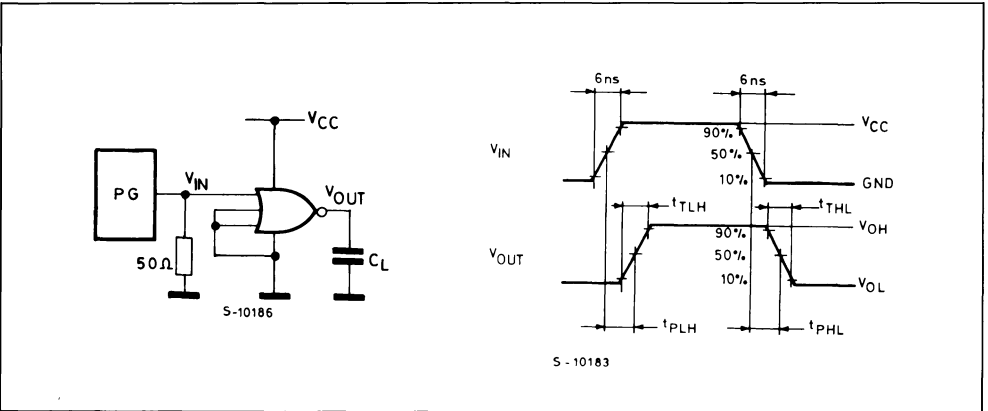 VCC
PG
VIN
VOUT
50Ω
CL
S-10186
6ns
6ns
VIN
90%
50%
10%
VCC
GND
tTLH
tTHL
VOUT
90%
50%
10%
VOH
VOL
tPLH
tPHL
S - 10183